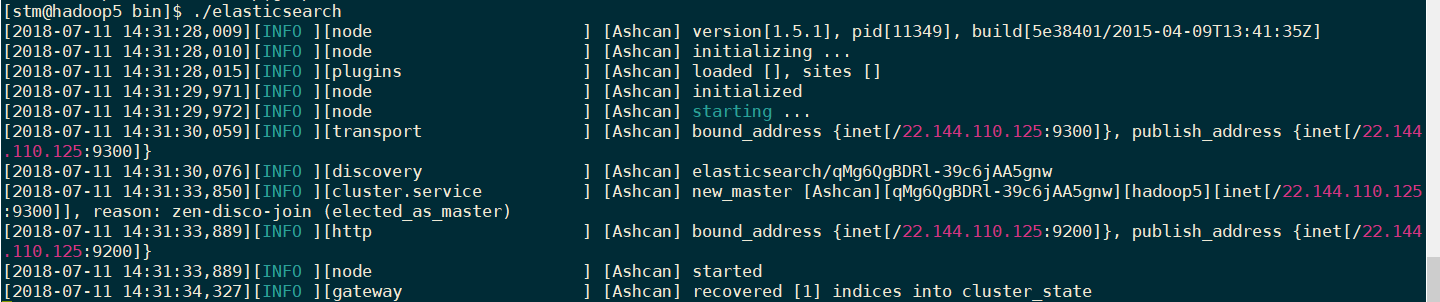 [stm@hadoop5 bin]$ ./elasticsearch
[2018-07-11 14:31:28,009][INFO ][node                     ] [Ashcan] version[1.5.1], pid[11349], build[5e38401/2015-04-09T13:41:35Z]
[2018-07-11 14:31:28,010][INFO ][node                     ] [Ashcan] initializing ...
[2018-07-11 14:31:28,015][INFO ][plugins                  ] [Ashcan] loaded [], sites []
[2018-07-11 14:31:29,971][INFO ][node                     ] [Ashcan] initialized
[2018-07-11 14:31:29,972][INFO ][node                     ] [Ashcan] starting ...
[2018-07-11 14:31:30,059][INFO ][transport                ] [Ashcan] bound_address {inet[/22.144.110.125:9300]}, publish_address {inet[/22.144
.110.125:9300]}
[2018-07-11 14:31:30,076][INFO ][discovery                ] [Ashcan] elasticsearch/qMg6QgBDRl-39c6jAA5gnw
[2018-07-11 14:31:33,850][INFO ][cluster.service          ] [Ashcan] new_master [Ashcan][qMg6QgBDRl-39c6jAA5gnw][hadoop5][inet[/22.144.110.125
:9300]], reason: zen-disco-join (elected_as_master)
[2018-07-11 14:31:33,889][INFO ][http                     ] [Ashcan] bound_address {inet[/22.144.110.125:9200]}, publish_address {inet[/22.144
.110.125:9200]}
[2018-07-11 14:31:33,889][INFO ][node                     ] [Ashcan] started
[2018-07-11 14:31:34,327][INFO ][gateway                  ] [Ashcan] recovered [1] indices into cluster_state